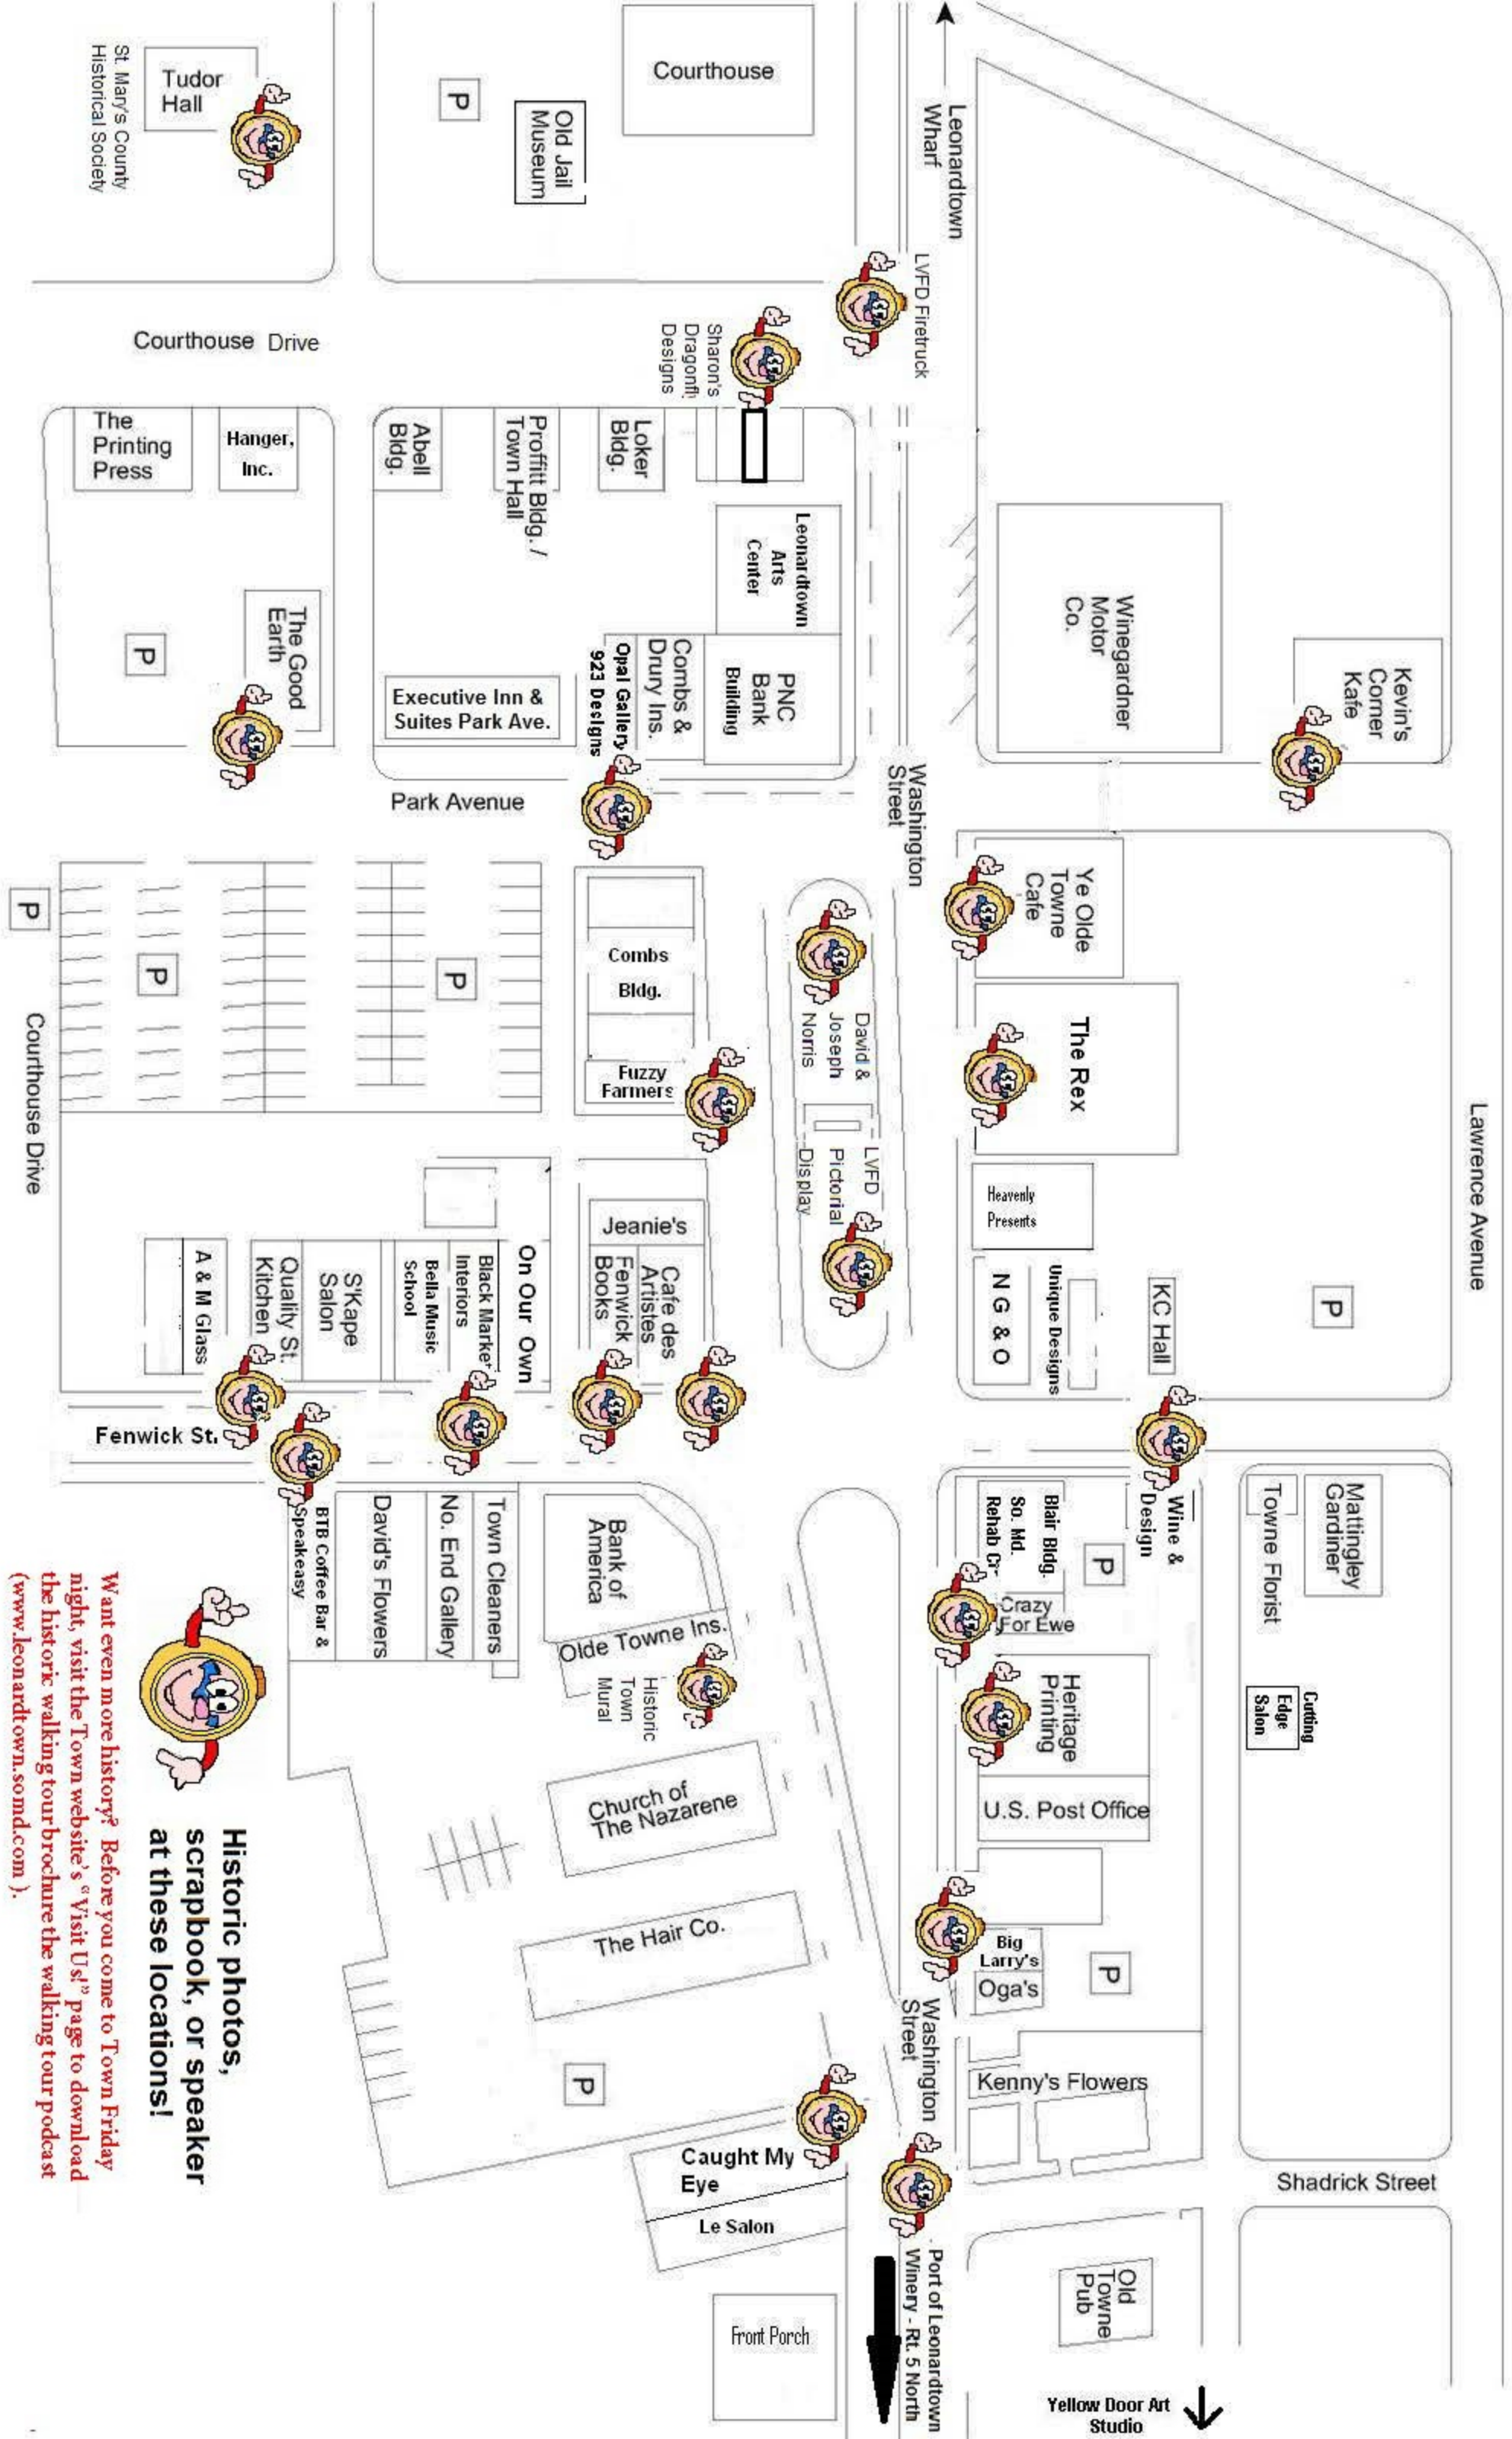 Courthouse
Tudor
Hall
St. Mary's County
Historical Society
P
Old Jail
Museum
Leonardtown
Wharf
LVFD Firetruck
Courthouse Drive
Sharon's
Dragonfl
Designs
The
Printing
Press
Hanger,
Inc.
Abell
Bldg.
Proffitt Bldg. /
Town Hall
Loker
Bldg.
Leonardtown
Arts
Center
Winegardner
Motor
Co.
Kevin's
Corner
Kafe
The Good
Earth
P
Executive Inn &
Suites Park Ave.
Opal Gallery
923 Designs
Combs &
Drury Ins.
PNC
Bank
Building
Park Avenue
Washington
Street
Ye Olde
Towne
Cafe
P
P
P
Combs
Bldg.
Fuzzy
Farmers
David &
Joseph
Norris
The Rex
Courthouse Drive
LVFD
Pictorial
Display
Heavenly
Presents
Lawrence Avenue
Jeanie's
Cafe des
Artistes
Fenwick
Books
On Our Own
Black Market
Interiors
Bella Music
School
S'Kape
Salon
Quality St.
Kitchen
A & M Glass
N G & O
Unique Designs
KC Hall
P
Fenwick St.
BTB Coffee Bar &
Speakeasy
David's Flowers
No. End Gallery
Town Cleaners
Bank of
America
Olde Towne Ins.
Historic
Town
Mural
Blair Bldg.
So. Md.
Rehab Cr
P
Wine &
Design
Crazy
For Ewe
Towne Florist
Mattingley
Gardiner
Heritage
Printing
Cutting
Edge
Salon
U.S. Post Office
Church of
The Nazarene
The Hair Co.
Big
Larry's
Oga's
P
Washington
Street
Kenny's Flowers
P
Caught My
Eye
Le Salon
Shadrick Street
Port of Leonardtown
Winery - Rt. 5 North
Old
Towne
Pub
Front Porch
Yellow Door Art
Studio
Historic photos,
scrapbook, or speaker
at these locations!
Want even more history? Before you come to Town Friday
night, visit the Town website's "Visit Us!" page to download
the historic walking tour brochure the walking tour podcast
(www.leonardtown.somd.com ).